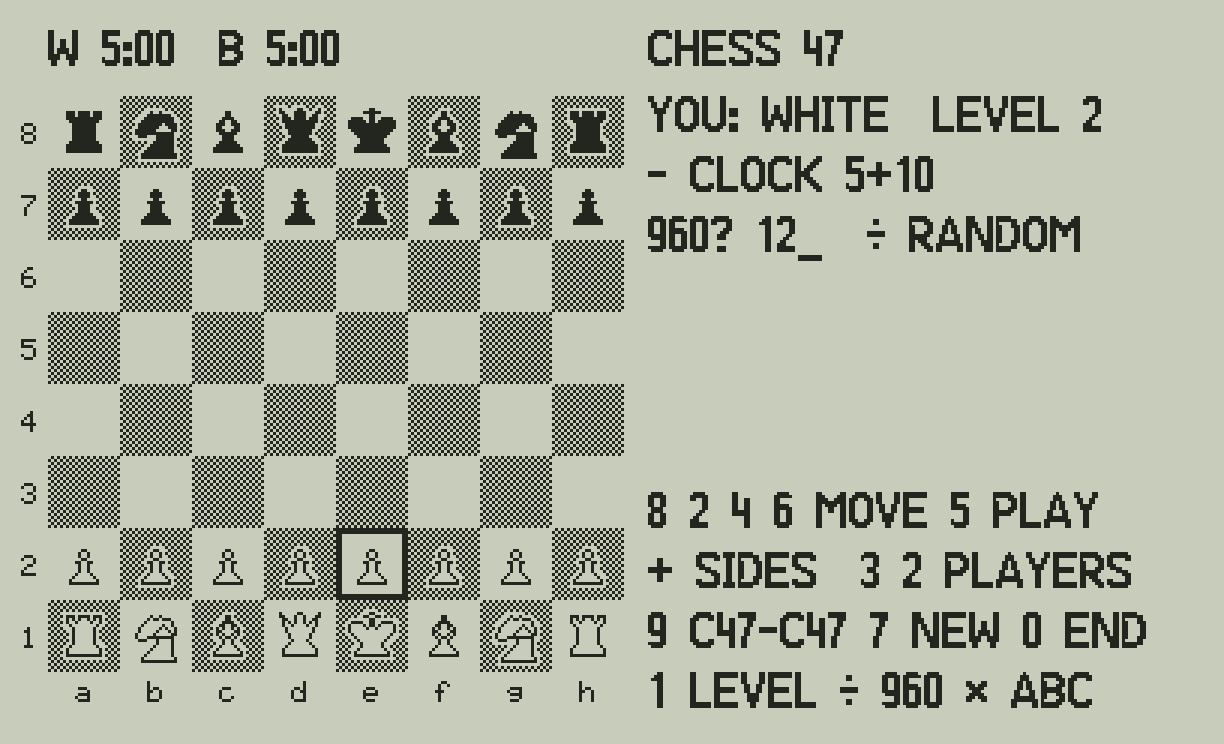 W 5:00 B 5:00
8
7
6
5
4
3
2
1
a b c d e f g h
CHESS 47
YOU: WHITE LEVEL 2
- CLOCK 5+10
960? 12_ ÷ RANDOM
8 2 4 6 MOVE 5 PLAY
+ SIDES 3 2 PLAYERS
9 C47-C47 7 NEW 0 END
1 LEVEL ÷ 960 × ABC